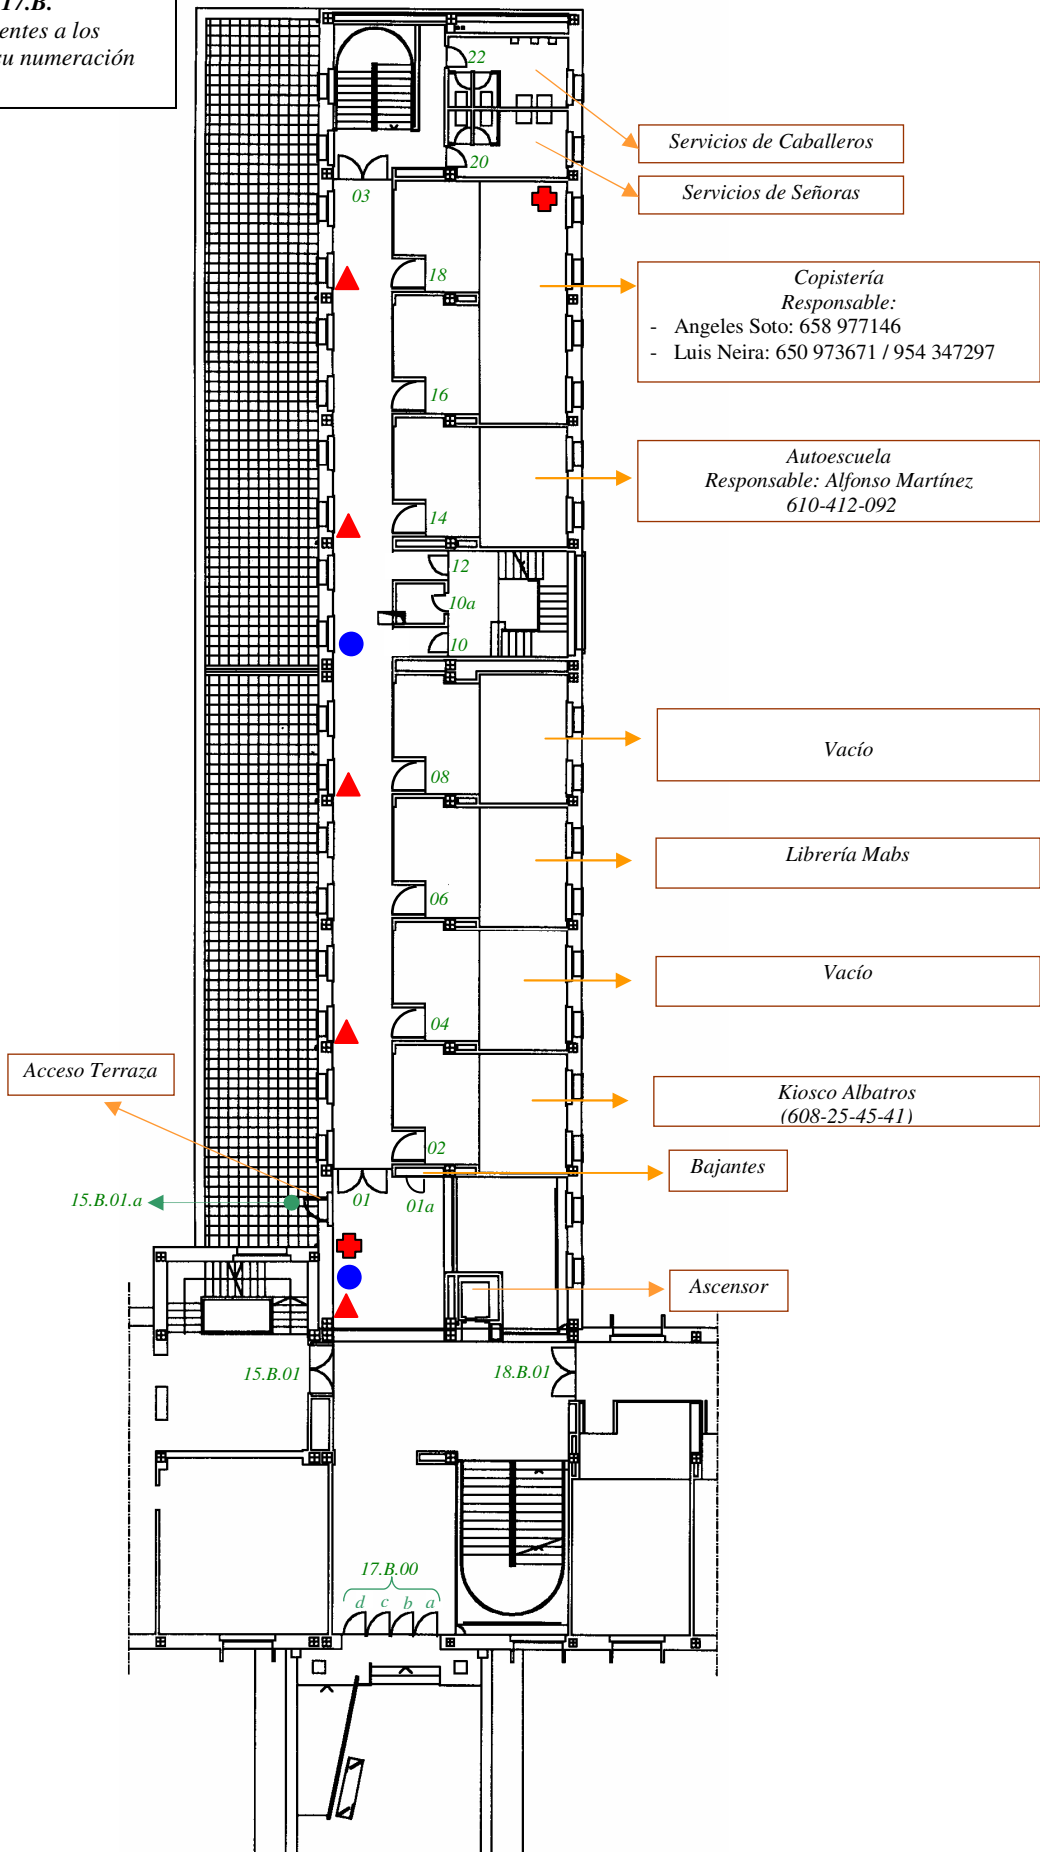 17.B.
entes a los
su numeración
22
Servicios de Caballeros
20
Servicios de Señoras
03
18
Copistería
Responsable:
- Angeles Soto: 658 977146
- Luis Neira: 650 973671 / 954 347297
16
Autoescuela
Responsable: Alfonso Martínez
610-412-092
14
12
10a
10
Vacío
08
Librería Mabs
06
Vacío
04
Acceso Terraza
Kiosco Albatros
(608-25-45-41)
02
Bajantes
15.B.01.a
01
01a
Ascensor
15.B.01
18.B.01
17.B.00
d c b a